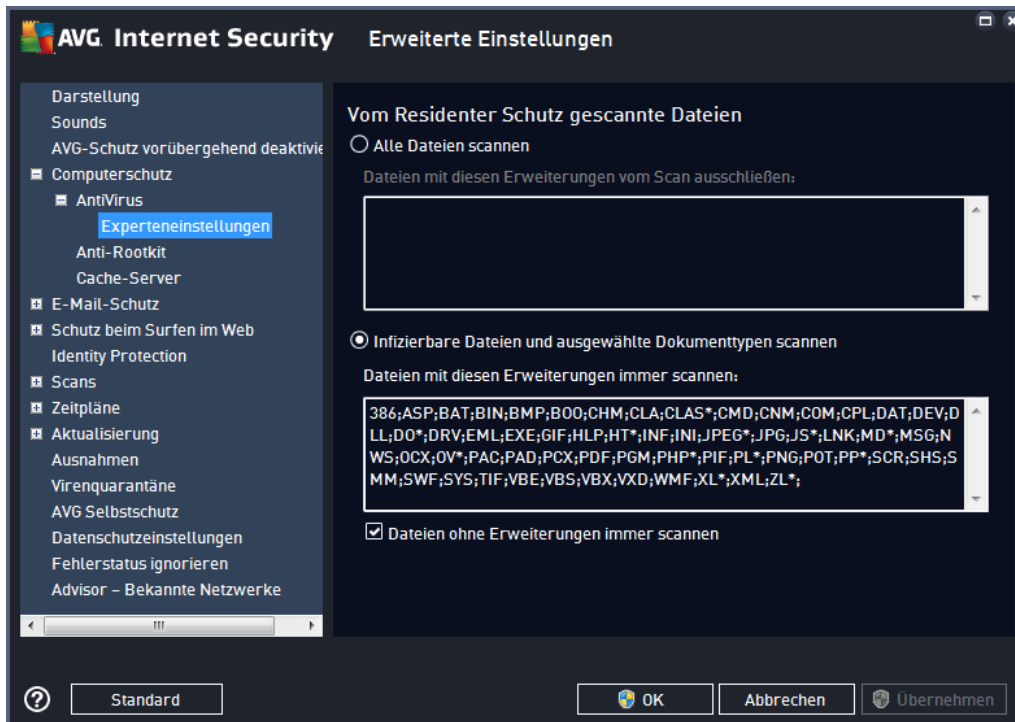 AVG Internet Security Erweiterte Einstellungen
Darstellung
Sounds
AVG-Schutz vorübergehend deaktivie
Computerschutz
AntiVirus
Experteneinstellungen
Anti-Rootkit
Cache-Server
E-Mail-Schutz
Schutz beim Surfen im Web
Identity Protection
Scans
Zeitpläne
Aktualisierung
Ausnahmen
Virenquarantäne
AVG Selbstschutz
Datenschutzeinstellungen
Fehlerstatus ignorieren
Advisor – Bekannte Netzwerke
Vom Residenter Schutz gescannte Dateien
Alle Dateien scannen
Dateien mit diesen Erweiterungen vom Scan ausschließen:
Infizierbare Dateien und ausgewählte Dokumenttypen scannen
Dateien mit diesen Erweiterungen immer scannen:
386;ASP;BAT;BIN;BMP;BOO;CHM;CLA;CLAS*;CMD;CNM;COM;CPL;DAT;DEV;D
LL;DO*;DRV;EML;EXE;GIF;HLP;HT*;INF;INI;JPEG*;JPG;JS*;LNK;MD*;MSG;N
WS;OCX;OV*;PAC;PAD;PCX;PDF;PGM;PHP*;PIF;PL*;PNG;POT;PP*;SCR;SHS;S
MM;SWF;SYS;TIF;VBE;VBS;VBX;VXD;WMF;XL*;XML;ZL*;
Dateien ohne Erweiterungen immer scannen
Standard
OK
Abbrechen
Übernehmen